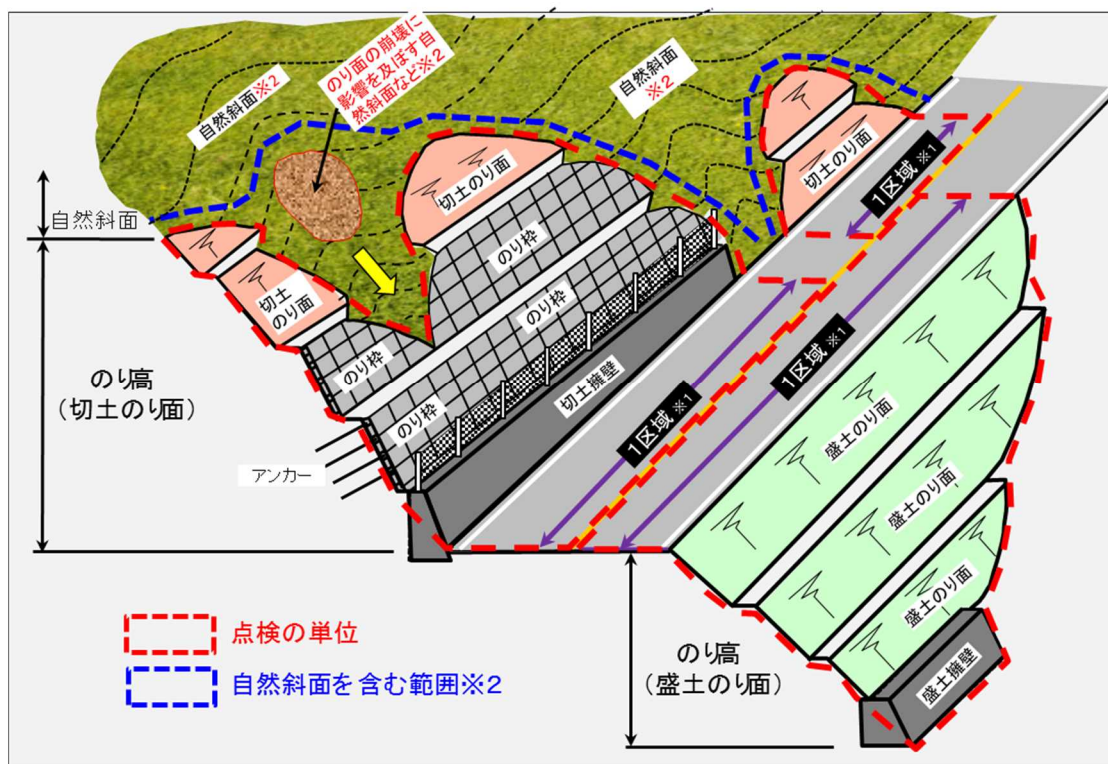 のり面の崩壊に
影響を及ぼす自
然斜面など※2
自然斜面※2
自然斜面
※2
切土のり面
切土のり面
1区域 ※1
自然斜面
のり枠
切土
のり面
のり枠
のり枠
のり枠
切土擁壁
1区域 ※1
1区域 ※1
のり高
(切土のり面)
アンカー
盛土のり面
盛土のり面
盛土のり面
盛土擁壁
のり高
(盛土のり面)
点検の単位
自然斜面を含む範囲※2